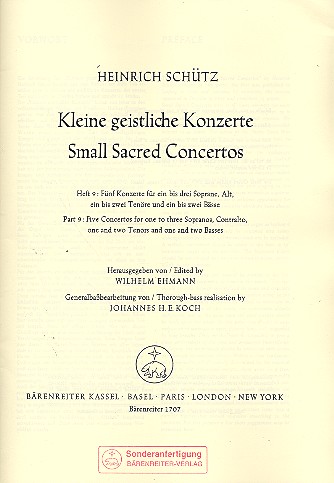 HEINRICH SCHÜTZ
Kleine geistliche Konzerte
Small Sacred Concertos
Heft 9: Fünf Konzerte für ein bis drei Soprane, Alt,
ein bis zwei Tenöre und ein bis zwei Bässe
Part 9: Five Concertos for one to three Sopranos, Contralto,
one and two Tenors and one and two Basses
Herausgegeben von / Edited by
WILHELM EHMANN
Generalbaßbearbeitung von / Thorough-bass realisation by
JOHANNES H. E. KOCH
BÄRENREITER KASSEL · BASEL · PARIS · LONDON · NEW YORK
Bärenreiter 1707
Sonderanfertigung
BÄRENREITER-VERLAG